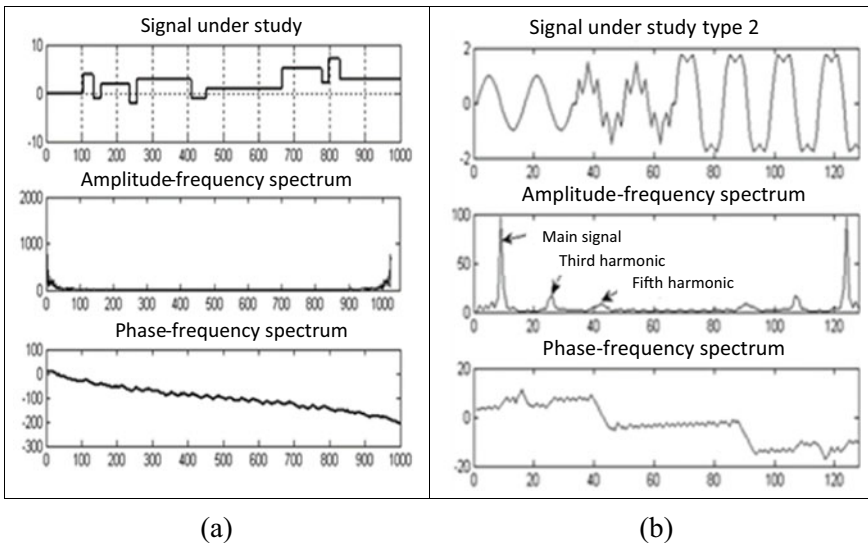 Signal under study
10
0
-10
0 100 200 300 400 500 600 700 800 900 1000
Amplitude-frequency spectrum
2000
1000
0
0 100 200 300 400 500 600 700 800 900 1000
Phase-frequency spectrum
100
0
-100
-200
-300
0 100 200 300 400 500 600 700 800 900 1000
(a)
Signal under study type 2
2
0
-2
0 20 40 60 80 100 120
Amplitude-frequency spectrum
100
50
0
Main signal
Third harmonic
Fifth harmonic
0 20 40 60 80 100 120
Phase-frequency spectrum
20
0
-20
0 20 40 60 80 100 120
(b)